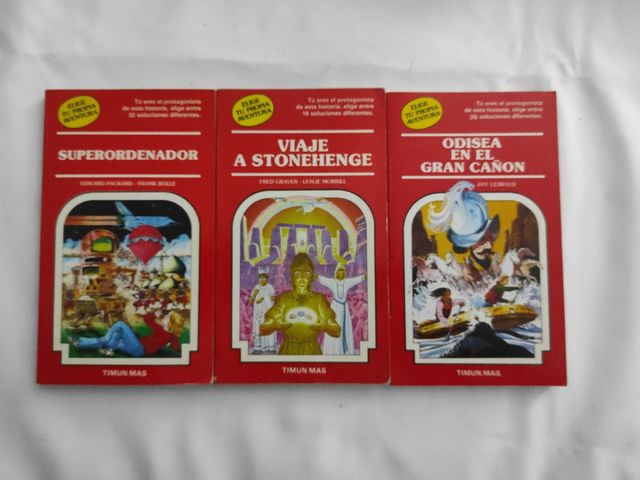 ELIGE
TU PROPIA
AVENTURA
Tú eres el protagonista
de esta historia, elige entre
32 soluciones diferentes.
SUPERORDENADOR
EDWARD PACKARD - FRANK BOLLE
TIMUN MAS
ELIGE
TU PROPIA
AVENTURA
Tú eres el protagonista
de esta historia, elige entre
15 soluciones diferentes.
VIAJE
A STONEHENGE
FRED GRAVER - LESLIE MORRILL
TIMUN MAS
ELIGE
TU PROPIA
AVENTURA
Tú eres el protagonista
de esta historia, elige entre
20 soluciones diferentes.
ODISEA
EN EL
GRAN CAÑON
JAY LEIBOLD
TIMUN MAS